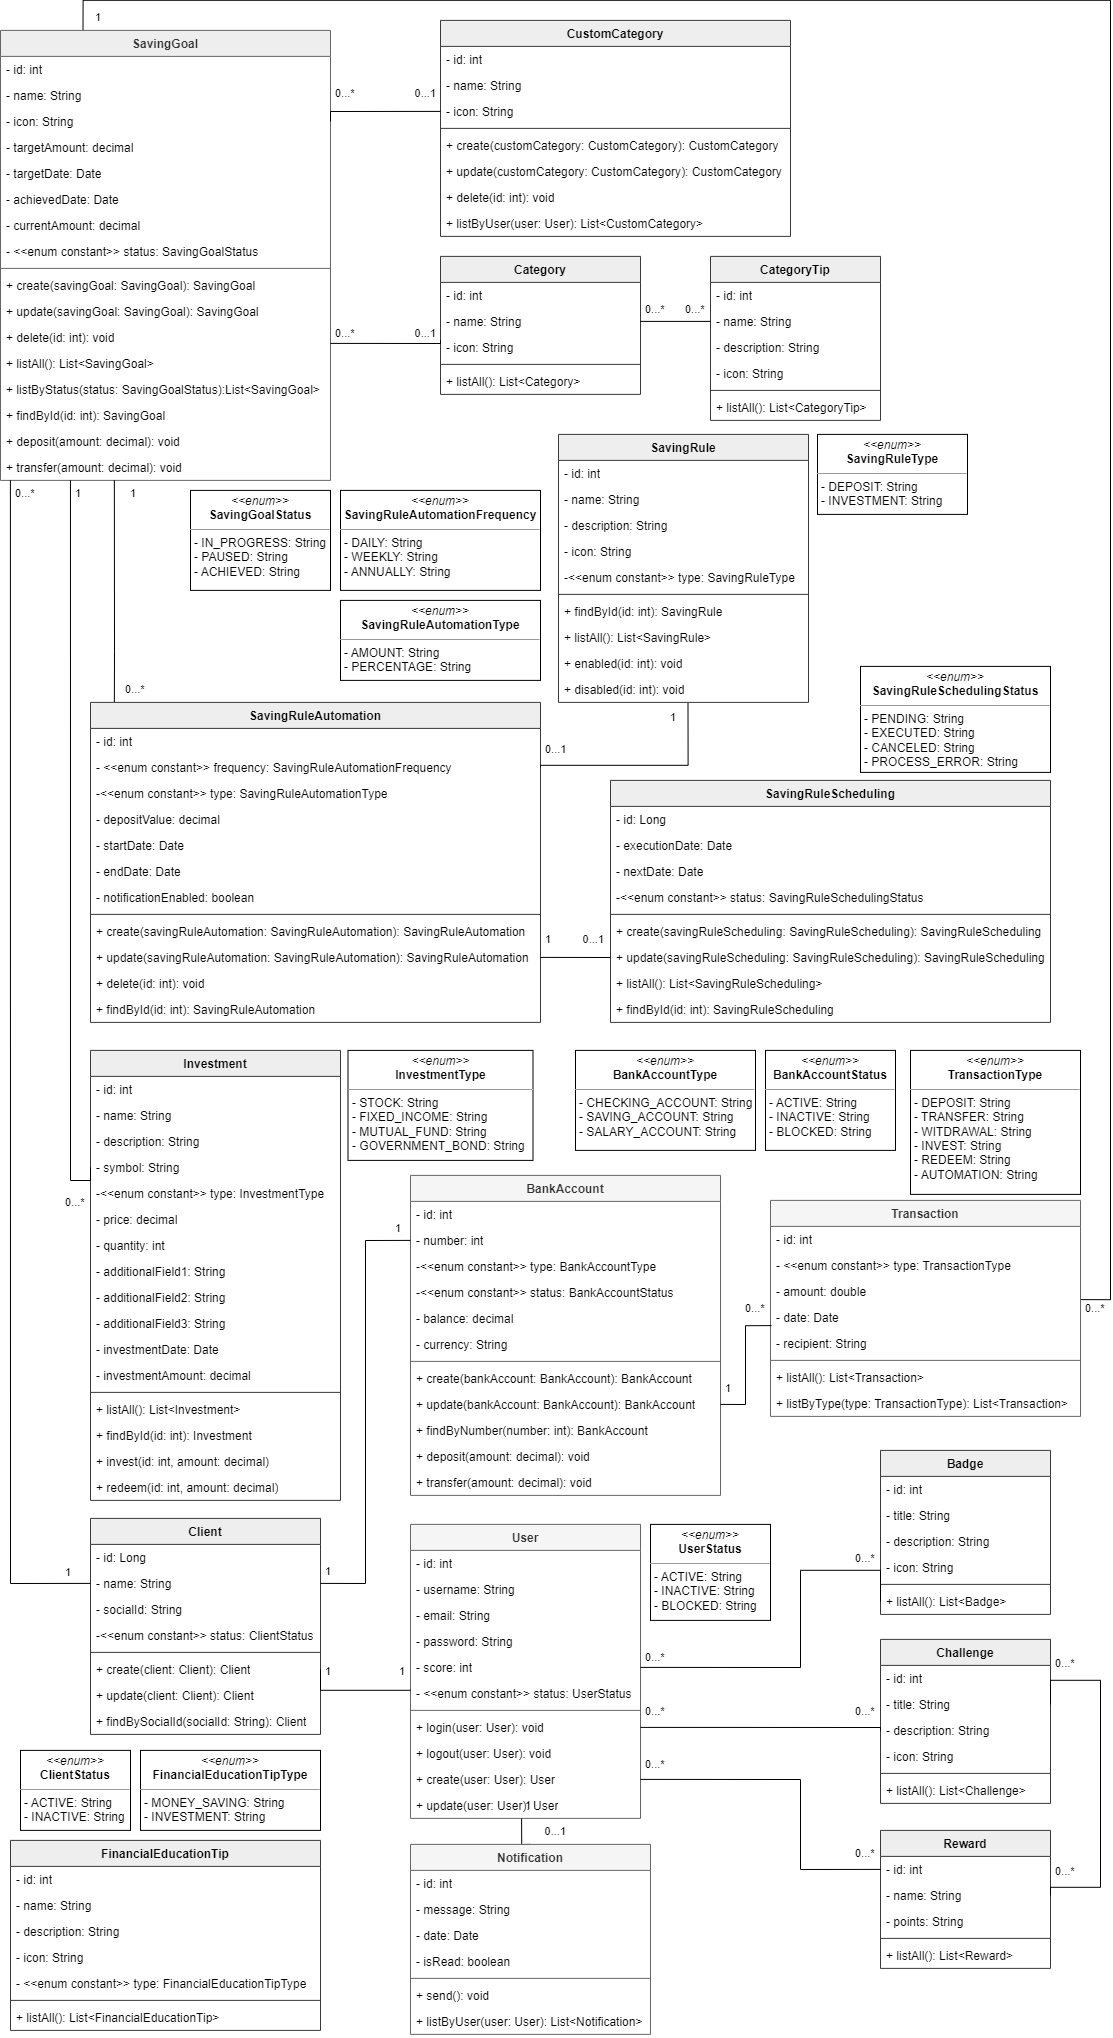 1
SavingGoal
- id: int
- name: String
- icon: String
- targetAmount: decimal
- targetDate: Date
- achievedDate: Date
- currentAmount: decimal
- <<enum constant>> status: SavingGoalStatus
+ create(savingGoal: SavingGoal): SavingGoal
+ update(savingGoal: SavingGoal): SavingGoal
+ delete(id: int): void
+ listAll(): List<SavingGoal>
+ listByStatus(status: SavingGoalStatus):List<SavingGoal>
+ findById(id: int): SavingGoal
+ deposit(amount: decimal): void
+ transfer(amount: decimal): void
0...*
0...1
CustomCategory
- id: int
- name: String
- icon: String
+ create(customCategory: CustomCategory): CustomCategory
+ update(customCategory: CustomCategory): CustomCategory
+ delete(id: int): void
+ listByUser(user: User): List<CustomCategory>
0...*
0...1
Category
- id: int
- name: String
- icon: String
+ listAll(): List<Category>
0...*
0...*
CategoryTip
- id: int
- name: String
- description: String
- icon: String
+ listAll(): List<CategoryTip>
0...*
1
1
<<enum>>
SavingGoalStatus
- IN_PROGRESS: String
- PAUSED: String
- ACHIEVED: String
<<enum>>
SavingRuleAutomationFrequency
- DAILY: String
- WEEKLY: String
- ANNUALLY: String
<<enum>>
SavingRuleAutomationType
- AMOUNT: String
- PERCENTAGE: String
SavingRule
- id: int
- name: String
- description: String
- icon: String
-<<enum constant>> type: SavingRuleType
+ findById(id: int): SavingRule
+ listAll(): List<SavingRule>
+ enabled(id: int): void
+ disabled(id: int): void
<<enum>>
SavingRuleType
- DEPOSIT: String
- INVESTMENT: String
<<enum>>
SavingRuleSchedulingStatus
- PENDING: String
- EXECUTED: String
- CANCELED: String
- PROCESS_ERROR: String
0...*
1
0...1
SavingRuleAutomation
- id: int
- <<enum constant>> frequency: SavingRuleAutomationFrequency
-<<enum constant>> type: SavingRuleAutomationType
- depositValue: decimal
- startDate: Date
- endDate: Date
- notificationEnabled: boolean
+ create(savingRuleAutomation: SavingRuleAutomation): SavingRuleAutomation
+ update(savingRuleAutomation: SavingRuleAutomation): SavingRuleAutomation
+ delete(id: int): void
+ findById(id: int): SavingRuleAutomation
1
0...1
SavingRuleScheduling
- id: Long
- executionDate: Date
- nextDate: Date
-<<enum constant>> status: SavingRuleSchedulingStatus
+ create(savingRuleScheduling: SavingRuleScheduling): SavingRuleScheduling
+ update(savingRuleScheduling: SavingRuleScheduling): SavingRuleScheduling
+ listAll(): List<SavingRuleScheduling>
+ findById(id: int): SavingRuleScheduling
Investment
- id: int
- name: String
- description: String
- symbol: String
-<<enum constant>> type: InvestmentType
- price: decimal
- quantity: int
- additionalField1: String
- additionalField2: String
- additionalField3: String
- investmentDate: Date
- investmentAmount: decimal
+ listAll(): List<Investment>
+ findById(id: int): Investment
+ invest(id: int, amount: decimal)
+ redeem(id: int, amount: decimal)
0...*
<<enum>>
InvestmentType
- STOCK: String
- FIXED_INCOME: String
- MUTUAL_FUND: String
- GOVERNMENT_BOND: String
<<enum>>
BankAccountType
- CHECKING_ACCOUNT: String
- SAVING_ACCOUNT: String
- SALARY_ACCOUNT: String
<<enum>>
BankAccountStatus
- ACTIVE: String
- INACTIVE: String
- BLOCKED: String
<<enum>>
TransactionType
- DEPOSIT: String
- TRANSFER: String
- WITDRAWAL: String
- INVEST: String
- REDEEM: String
- AUTOMATION: String
1
BankAccount
- id: int
- number: int
-<<enum constant>> type: BankAccountType
-<<enum constant>> status: BankAccountStatus
- balance: decimal
- currency: String
+ create(bankAccount: BankAccount): BankAccount
+ update(bankAccount: BankAccount): BankAccount
+ findByNumber(number: int): BankAccount
+ deposit(amount: decimal): void
+ transfer(amount: decimal): void
0...*
1
Transaction
- id: int
- <<enum constant>> type: TransactionType
- amount: double
- date: Date
- recipient: String
+ listAll(): List<Transaction>
+ listByType(type: TransactionType): List<Transaction>
0...*
Client
- id: Long
- name: String
- socialId: String
-<<enum constant>> status: ClientStatus
+ create(client: Client): Client
+ update(client: Client): Client
+ findBySocialId(socialId: String): Client
1
1
1
1
User
- id: int
- username: String
- email: String
- password: String
- score: int
- <<enum constant>> status: UserStatus
+ login(user: User): void
+ logout(user: User): void
+ create(user: User): User
+ update(user: User): User
1
<<enum>>
UserStatus
- ACTIVE: String
- INACTIVE: String
- BLOCKED: String
0...*
0...*
0...*
0...*
0...*
0...*
Badge
- id: int
- title: String
- description: String
- icon: String
+ listAll(): List<Badge>
Challenge
- id: int
- title: String
- description: String
- icon: String
+ listAll(): List<Challenge>
0...*
0...*
Reward
- id: int
- name: String
- points: String
+ listAll(): List<Reward>
<<enum>>
ClientStatus
- ACTIVE: String
- INACTIVE: String
<<enum>>
FinancialEducationTipType
- MONEY_SAVING: String
- INVESTMENT: String
FinancialEducationTip
- id: int
- name: String
- description: String
- icon: String
- <<enum constant>> type: FinancialEducationTipType
+ listAll(): List<FinancialEducationTip>
0...1
Notification
- id: int
- message: String
- date: Date
- isRead: boolean
+ send(): void
+ listByUser(user: User): List<Notification>